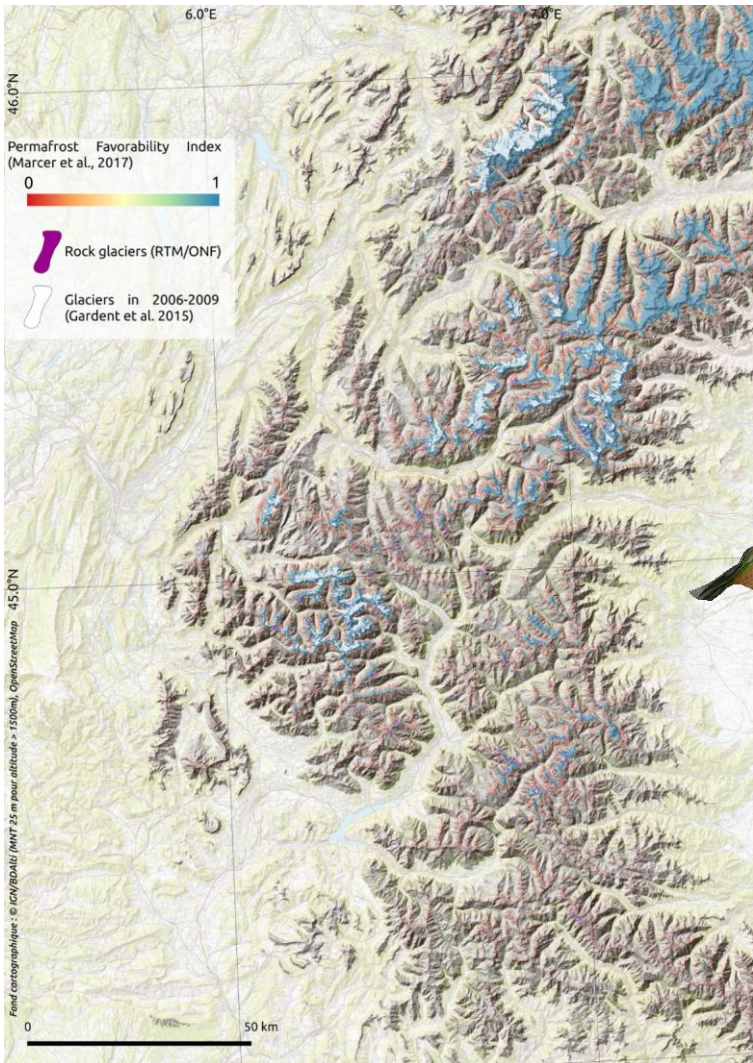 6.0°E
7.0°E
46.0°N
Permafrost Favorability Index
(Marcer et al., 2017)
0 1
Rock glaciers (RTM/ONF)
Glaciers in 2006-2009
(Gardent et al. 2015)
45.0°N
Fond cartographique : © IGN/BDAlti (MNT 25 m pour altitude > 1500m), OpenStreetMap
0 50 km